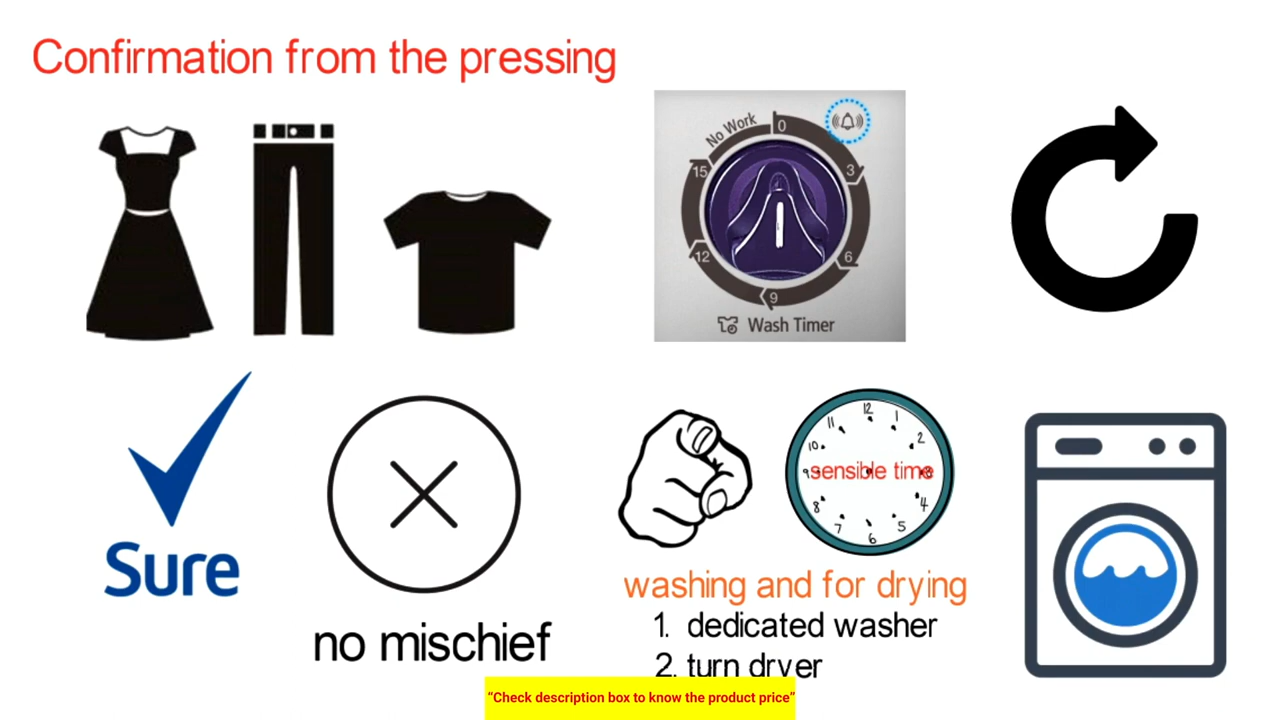 Confirmation from the pressing
No Work
0
3
6
9
12
15
Wash Timer
Sure
no mischief
12
1
2
4
5
6
7
8
9
10
11
sensible time
washing and for drying
1. dedicated washer
2. turn dryer
“Check description box to know the product price”